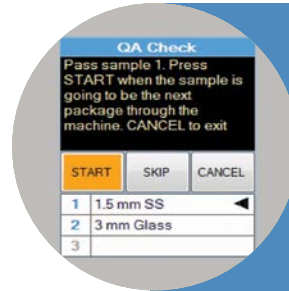 QA Check
Pass sample 1. Press
START when the sample is
going to be the next
package through the
machine. CANCEL to exit
START SKIP CANCEL
1 1.5 mm SS
2 3 mm Glass
3